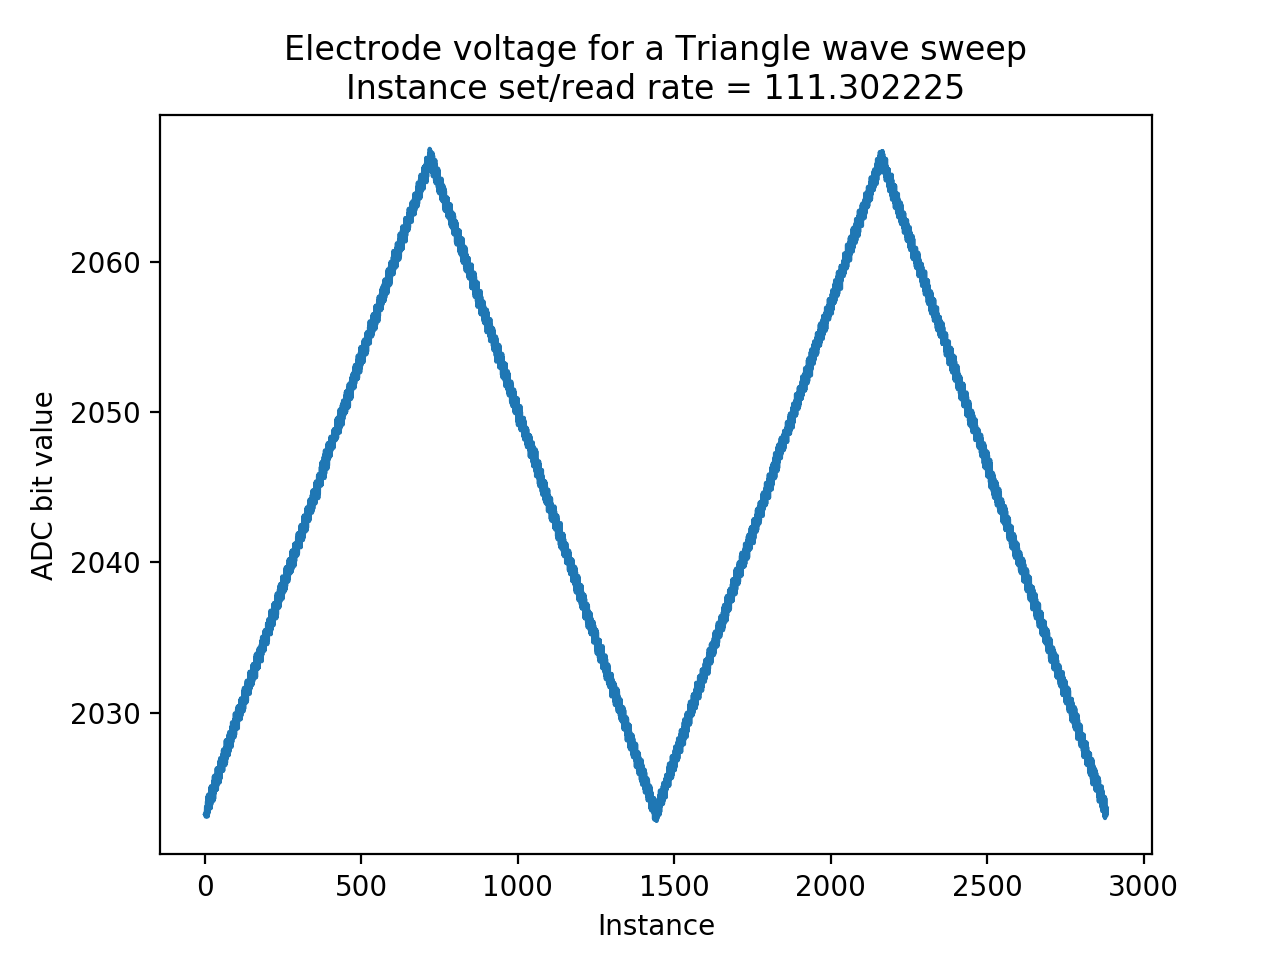 Electrode voltage for a Triangle wave sweep
Instance set/read rate = 111.302225
2060
2050
2040
2030
ADC bit value
0 500 1000 1500 2000 2500 3000
Instance